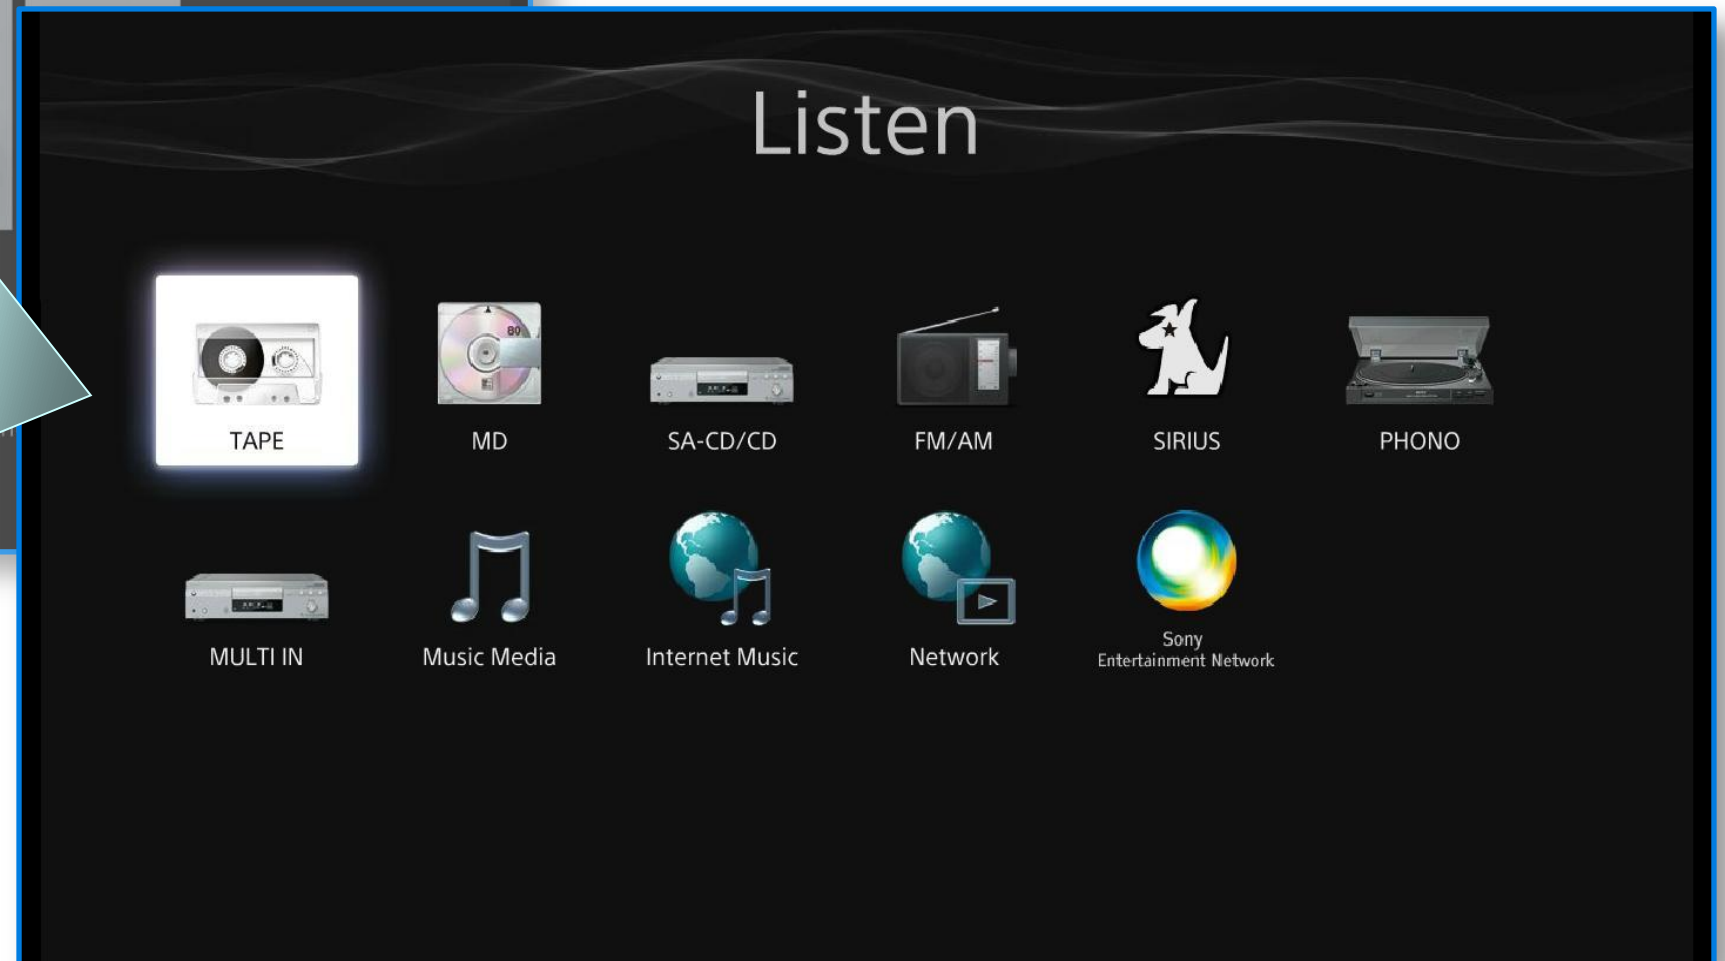 Listen
80
TAPE
MD
SA-CD/CD
FM/AM
SIRIUS
PHONO
MULTI IN
Music Media
Internet Music
Network
Sony
Entertainment Network